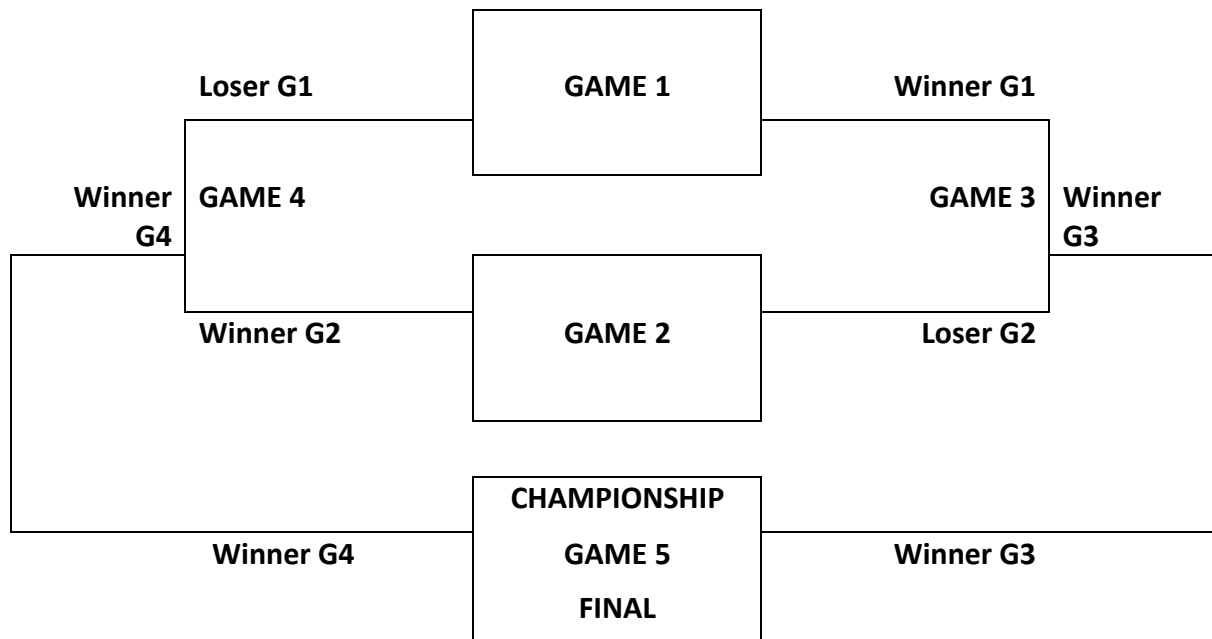 Loser G1 GAME 1 Winner G1
Winner GAME 4 GAME 3 Winner
G4 G3
Winner G2 GAME 2 Loser G2
CHAMPIONSHIP
Winner G4 GAME 5 Winner G3
FINAL